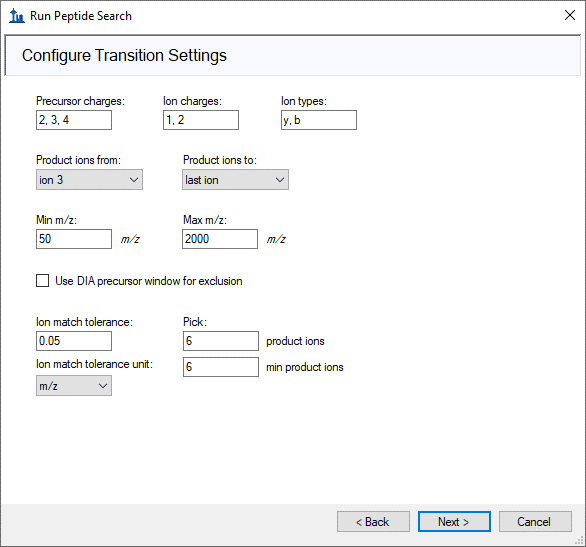 Run Peptide Search
Configure Transition Settings
Precursor charges: Ion charges: Ion types:
2, 3, 4 1, 2 y, b
Product ions from: Product ions to:
ion 3 last ion
Min m/z: Max m/z:
50 m/z 2000 m/z
Use DIA precursor window for exclusion
Ion match tolerance: Pick:
0.05 6 product ions
Ion match tolerance unit: 6 min product ions
m/z
< Back Next > Cancel